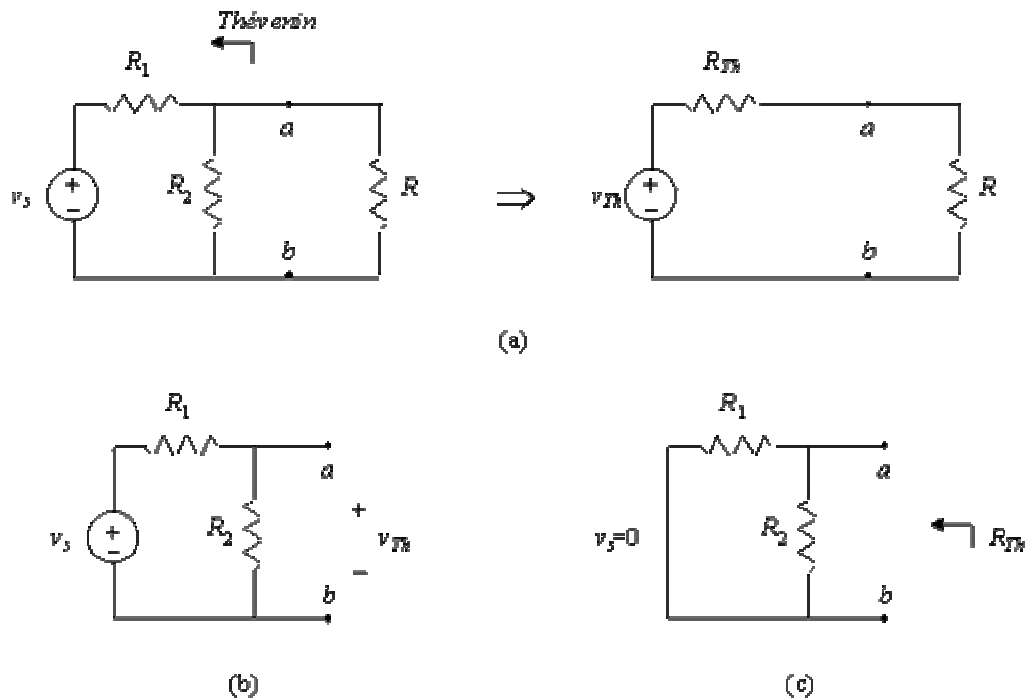 Thévenin
R1
RTh
a
a
vs
+
−
R2
R
⇒
vTh
+
−
R
b
b
(a)
R1
R1
a
a
vs
+
−
R2
+
vTh
−
vs=0
R2
RTh
b
b
(b)
(c)